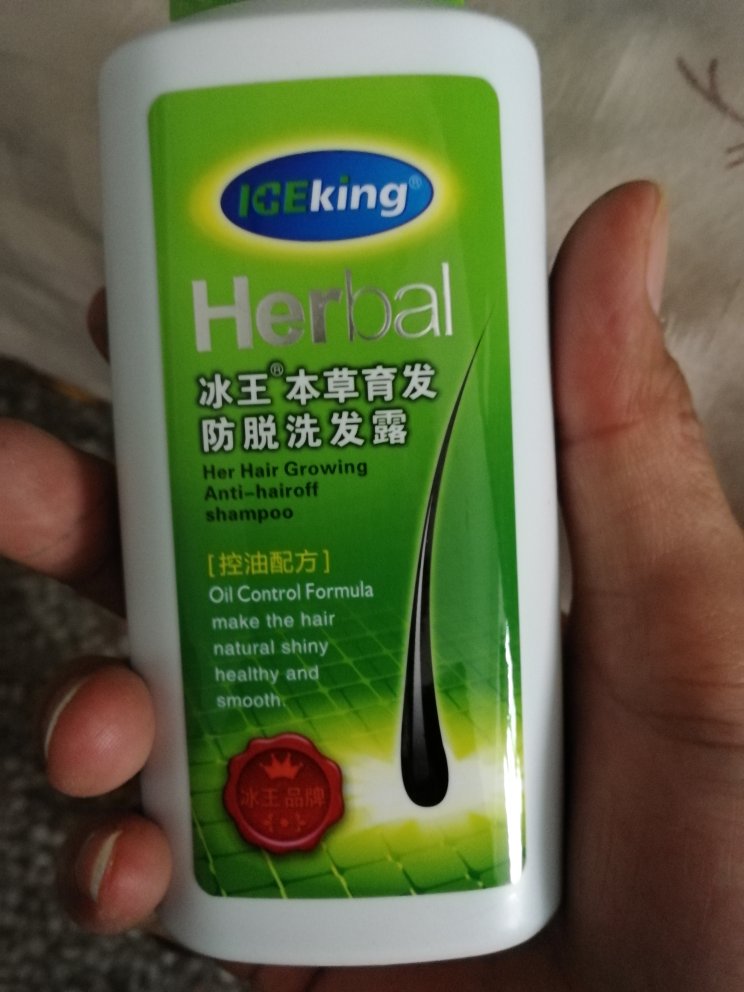 ICEking®
Herbal
冰王®本草育发
防脱洗发露
Her Hair Growing
Anti-hairoff
shampoo
[控油配方]
Oil Control Formula
make the hair
natural shiny
healthy and
smooth.
冰王品牌